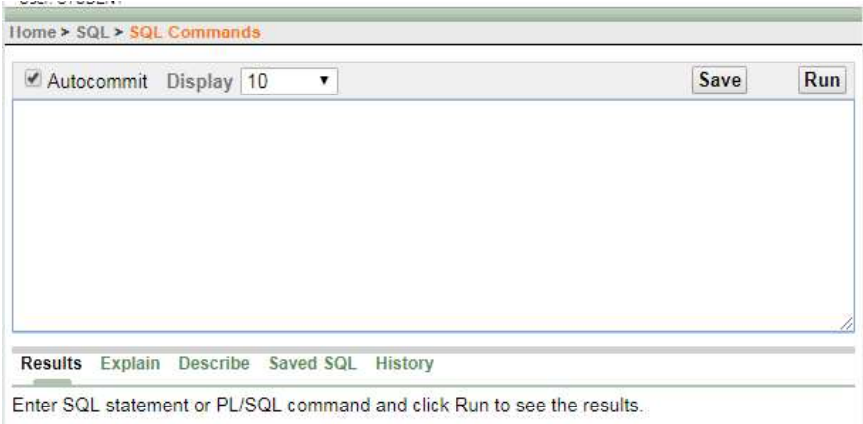 Home > SQL > SQL Commands
Autocommit Display 10 Save Run
Results Explain Describe Saved SQL History
Enter SQL statement or PL/SQL command and click Run to see the results.